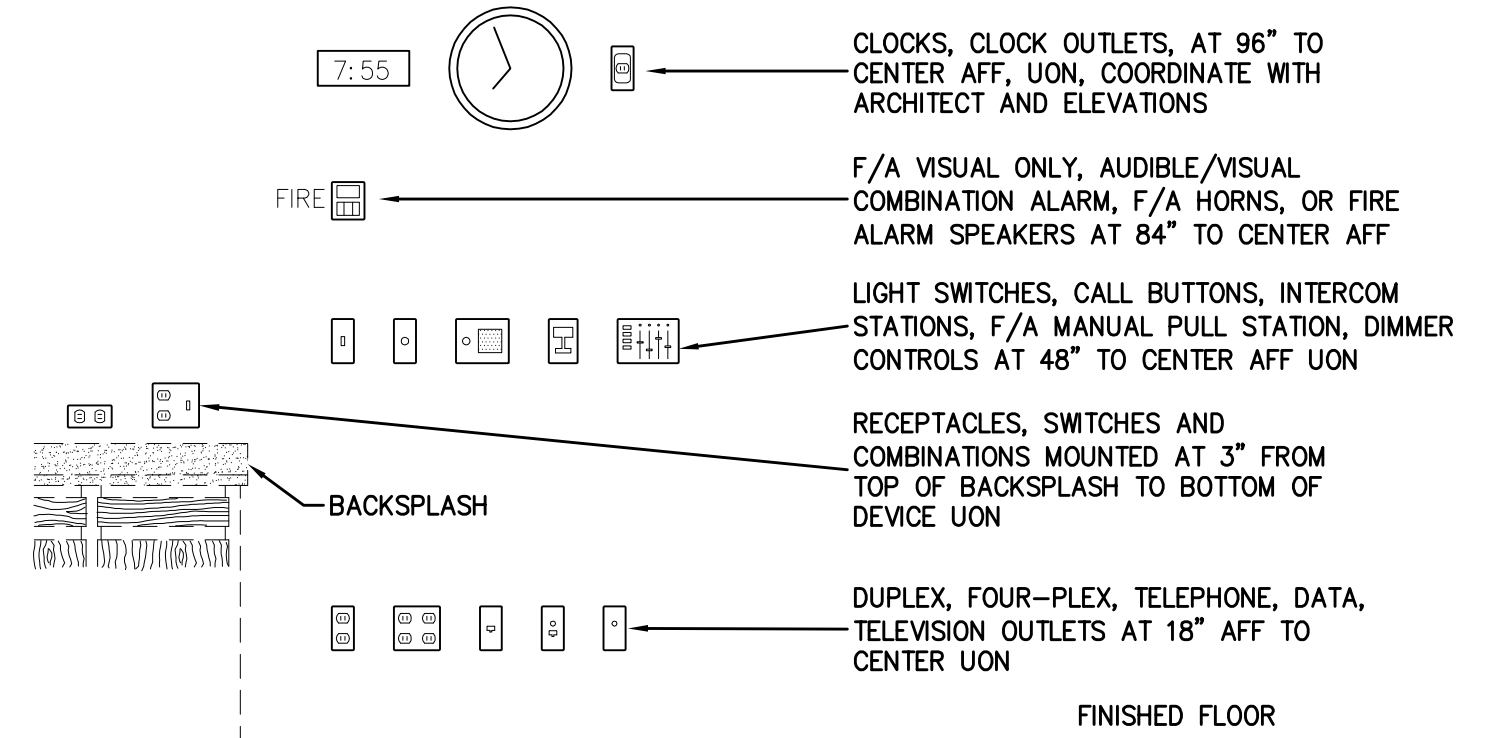 7:55
CLOCKS, CLOCK OUTLETS, AT 96" TO
CENTER AFF, UON, COORDINATE WITH
ARCHITECT AND ELEVATIONS
FIRE
F/A VISUAL ONLY, AUDIBLE/VISUAL
COMBINATION ALARM, F/A HORNS, OR FIRE
ALARM SPEAKERS AT 84" TO CENTER AFF
LIGHT SWITCHES, CALL BUTTONS, INTERCOM
STATIONS, F/A MANUAL PULL STATION, DIMMER
CONTROLS AT 48" TO CENTER AFF UON
RECEPTACLES, SWITCHES AND
COMBINATIONS MOUNTED AT 3" FROM
TOP OF BACKSPLASH TO BOTTOM OF
DEVICE UON
BACKSPLASH
DUPLEX, FOUR-PLEX, TELEPHONE, DATA,
TELEVISION OUTLETS AT 18" AFF TO
CENTER UON
FINISHED FLOOR